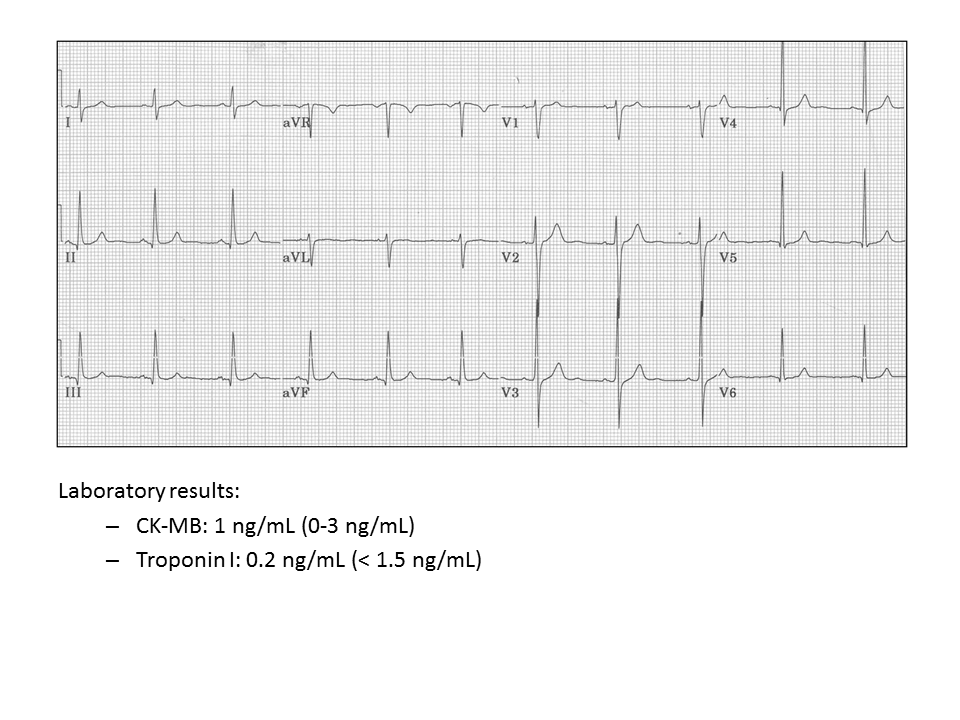 I aVR V1 V4
II aVL V2 V5
III aVF V3 V6
Laboratory results:
– CK-MB: 1 ng/mL (0-3 ng/mL)
– Troponin I: 0.2 ng/mL (< 1.5 ng/mL)